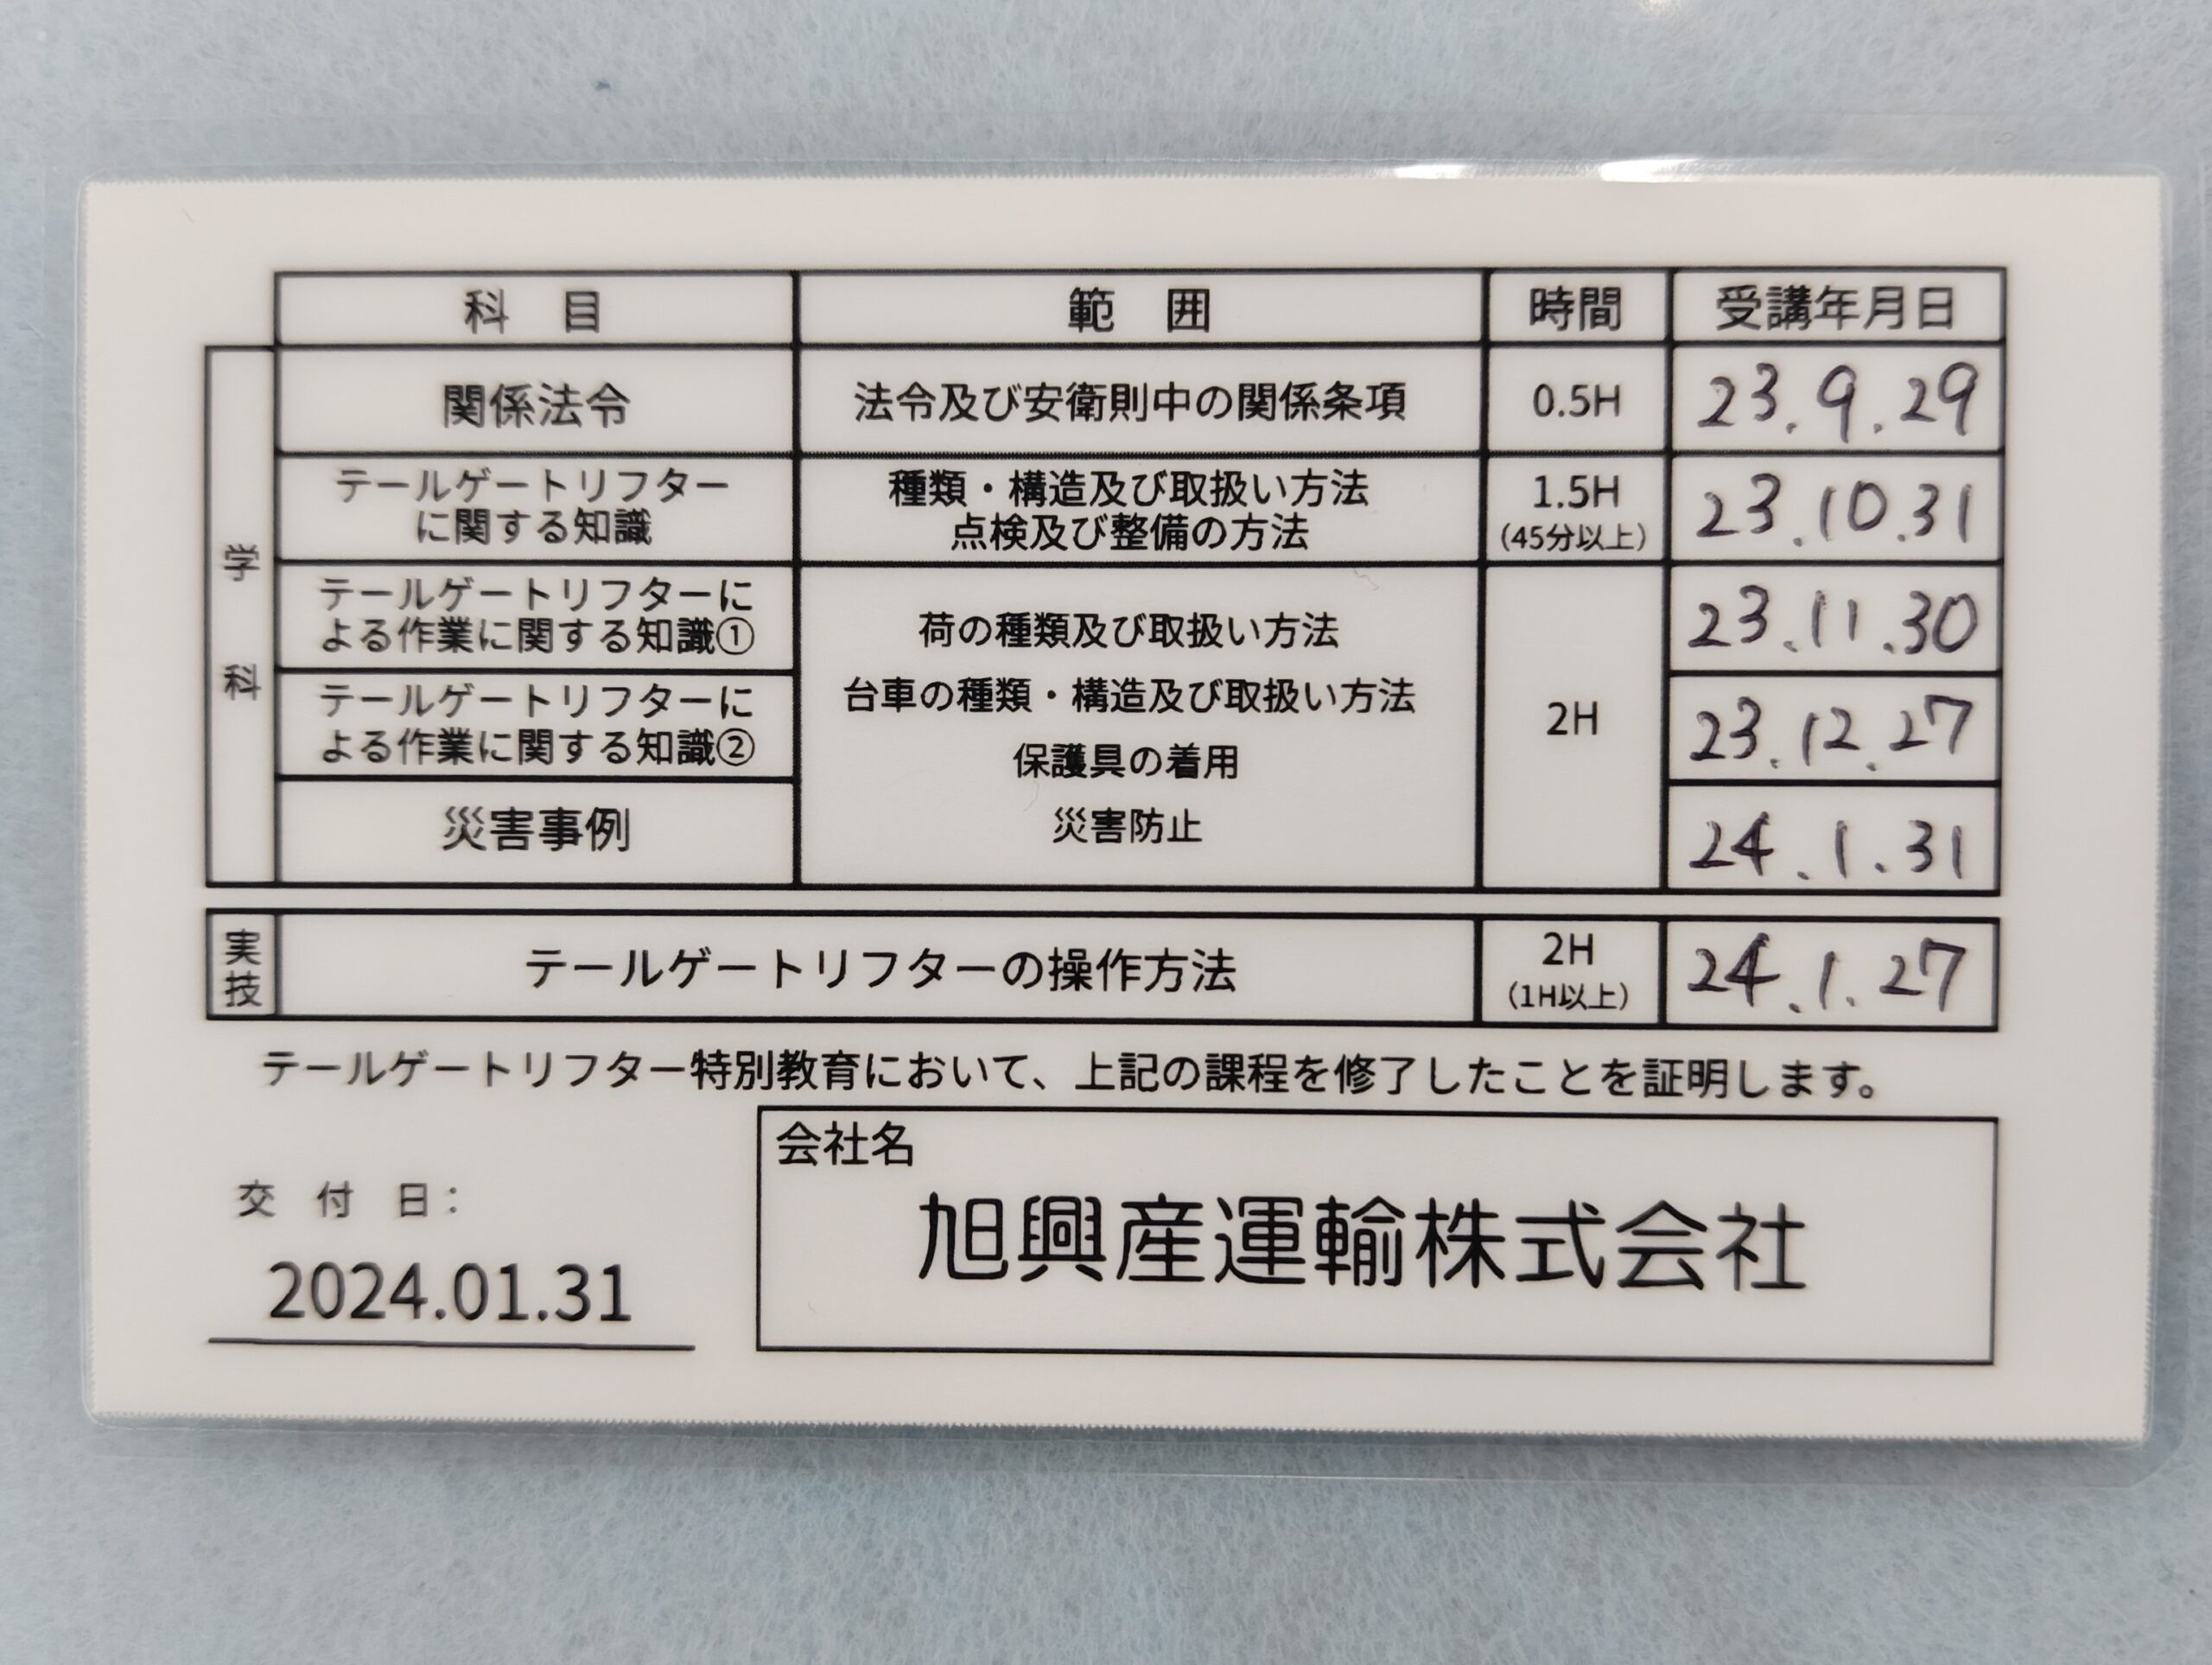 科 目 範 囲 時間 受講年月日
学科
関係法令 法令及び安衛則中の関係条項 0.5H 23.9.29
テールゲートリフター
に関する知識
種類・構造及び取扱い方法
点検及び整備の方法
1.5H
(45分以上)
23.10.31
テールゲートリフターに
よる作業に関する知識①
テールゲートリフターに
よる作業に関する知識②
災害事例
荷の種類及び取扱い方法
台車の種類・構造及び取扱い方法
保護具の着用
災害防止
2H
23.11.30
23.12.27
24.1.31
実技
テールゲートリフターの操作方法
2H
(1H以上)
24.1.27
テールゲートリフター特別教育において、上記の課程を修了したことを証明します。
交 付 日：
2024.01.31
会社名
旭興産運輸株式会社